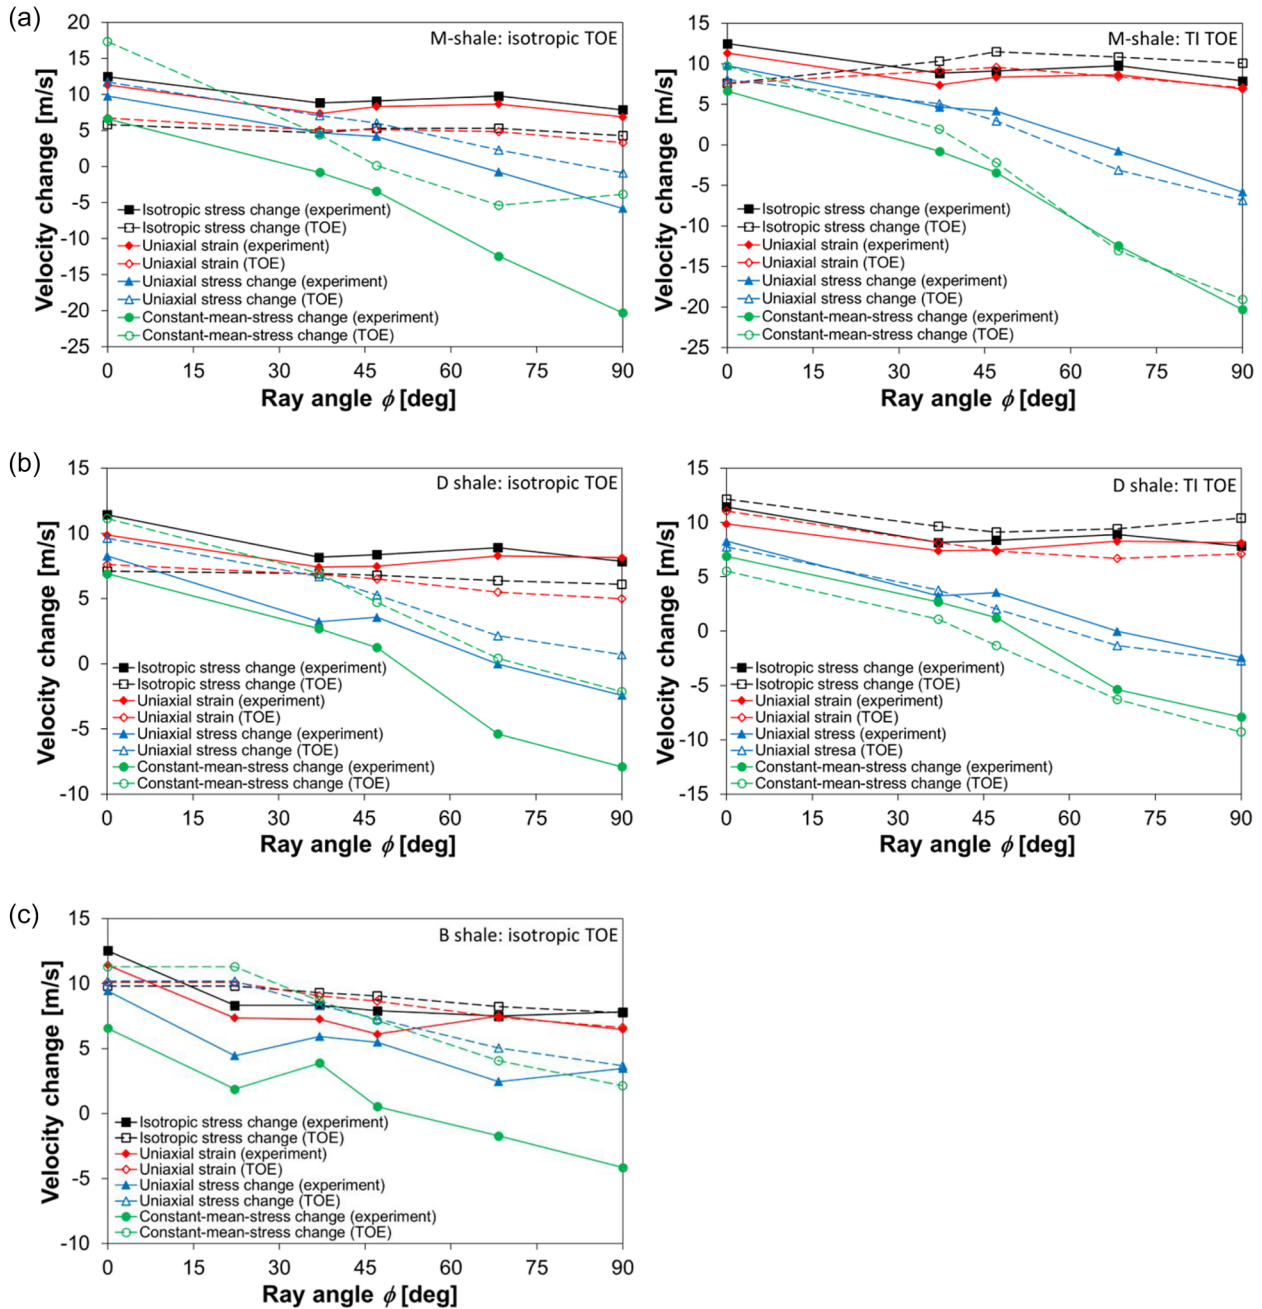 (a)
M-shale: isotropic TOE
Velocity change [m/s]
20
15
10
5
0
-5
-10
-15
-20
-25
Isotropic stress change (experiment)
Isotropic stress change (TOE)
Uniaxial strain (experiment)
Uniaxial strain (TOE)
Uniaxial stress change (experiment)
Uniaxial stress change (TOE)
Constant-mean-stress change (experiment)
Constant-mean-stress change (TOE)
0 15 30 45 60 75 90
Ray angle ϕ [deg]
M-shale: TI TOE
Velocity change [m/s]
15
10
5
0
-5
-10
-15
-20
-25
Isotropic stress change (experiment)
Isotropic stress change (TOE)
Uniaxial strain (experiment)
Uniaxial strain (TOE)
Uniaxial stress change (experiment)
Uniaxial stress change (TOE)
Constant-mean-stress change (experiment)
Constant-mean-stress change (TOE)
0 15 30 45 60 75 90
Ray angle ϕ [deg]
(b)
D shale: isotropic TOE
Velocity change [m/s]
15
10
5
0
-5
-10
Isotropic stress change (experiment)
Isotropic stress change (TOE)
Uniaxial strain (experiment)
Uniaxial strain (TOE)
Uniaxial stress change (experiment)
Uniaxial stress change (TOE)
Constant-mean-stress change (experiment)
Constant-mean-stress change (TOE)
0 15 30 45 60 75 90
Ray angle ϕ [deg]
D shale: TI TOE
Velocity change [m/s]
15
10
5
0
-5
-10
-15
Isotropic stress change (experiment)
Isotropic stress change (TOE)
Uniaxial strain (experiment)
Uniaxial strain (TOE)
Uniaxial stress (experiment)
Uniaxial stresa (TOE)
Constant-mean-stress change (experiment)
Constant-mean-stress change (TOE)
0 15 30 45 60 75 90
Ray angle ϕ [deg]
(c)
B shale: isotropic TOE
Velocity change [m/s]
15
10
5
0
-5
-10
Isotropic stress change (experiment)
Isotropic stress change (TOE)
Uniaxial strain (experiment)
Uniaxial strain (TOE)
Uniaxial stress change (experiment)
Uniaxial stress change (TOE)
Constant-mean-stress change (experiment)
Constant-mean-stress change (TOE)
0 15 30 45 60 75 90
Ray angle ϕ [deg]